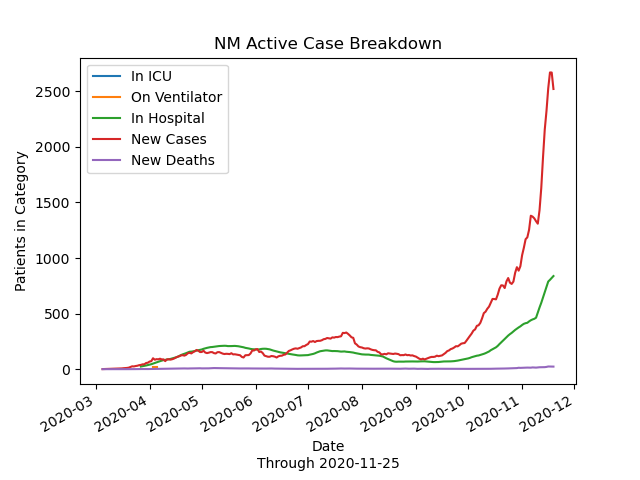 NM Active Case Breakdown
In ICU
On Ventilator
In Hospital
New Cases
New Deaths
Patients in Category
2500
2000
1500
1000
500
0
2020-03
2020-04
2020-05
2020-06
2020-07
2020-08
2020-09
2020-10
2020-11
2020-12
Date
Through 2020-11-25